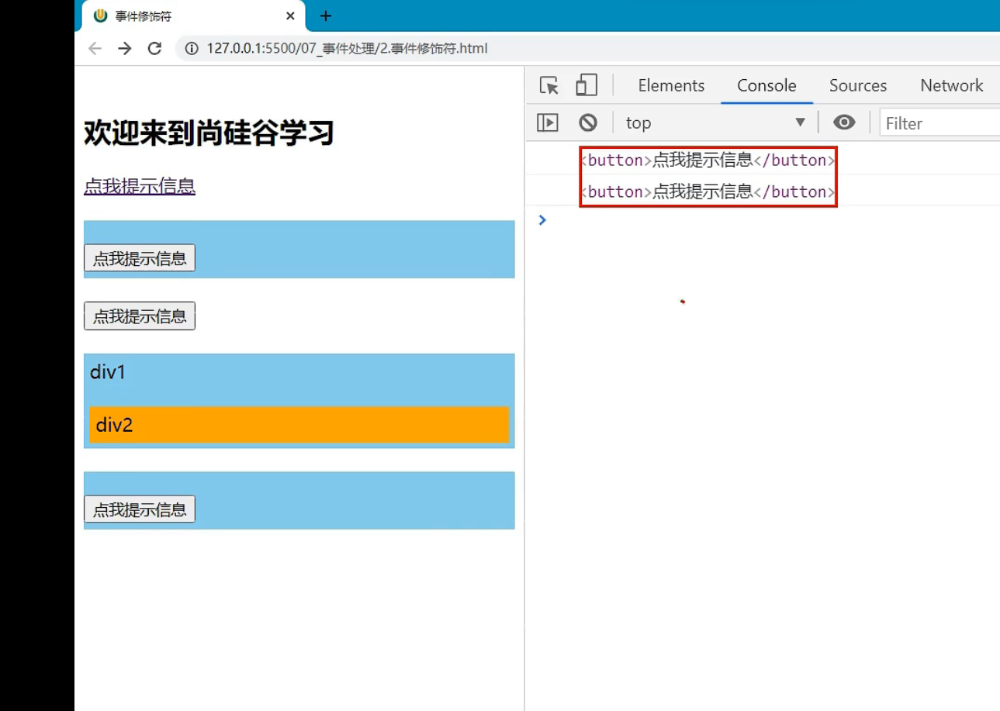 事件修饰符
127.0.0.1:5500/07_事件处理/2.事件修饰符.html
欢迎来到尚硅谷学习
点我提示信息
点我提示信息
点我提示信息
div1
div2
点我提示信息
Elements Console Sources Network
top Filter
<button>点我提示信息</button>
<button>点我提示信息</button>